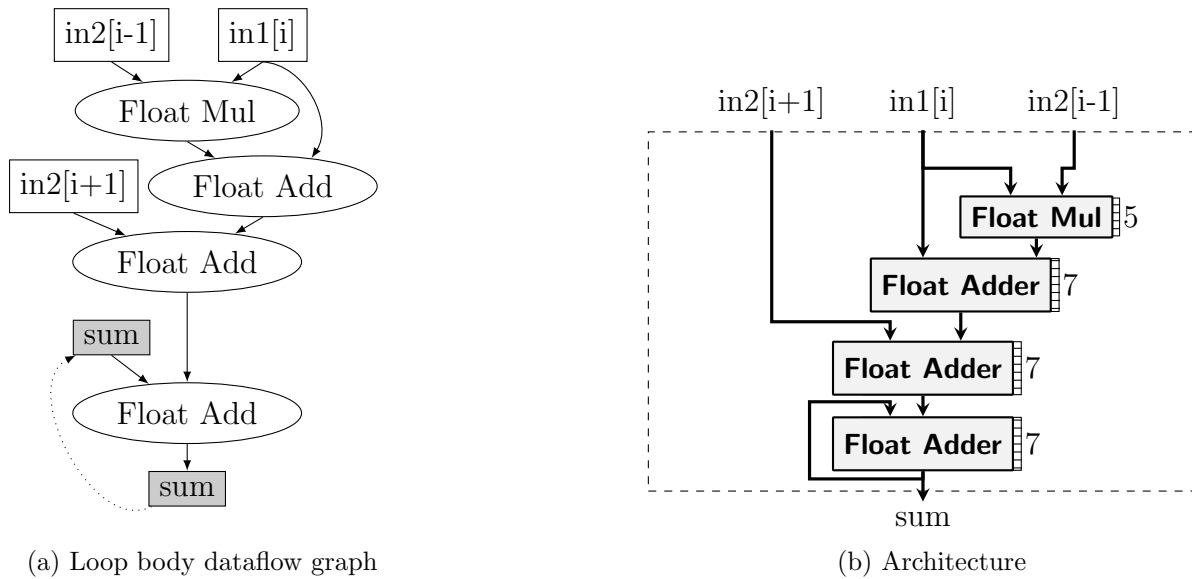 in2[i-1]
in1[i]
Float Mul
in2[i+1]
Float Add
Float Add
sum
Float Add
sum
(a) Loop body dataflow graph
in2[i+1]
in1[i]
in2[i-1]
Float Mul
5
Float Adder
7
Float Adder
7
Float Adder
7
sum
(b) Architecture